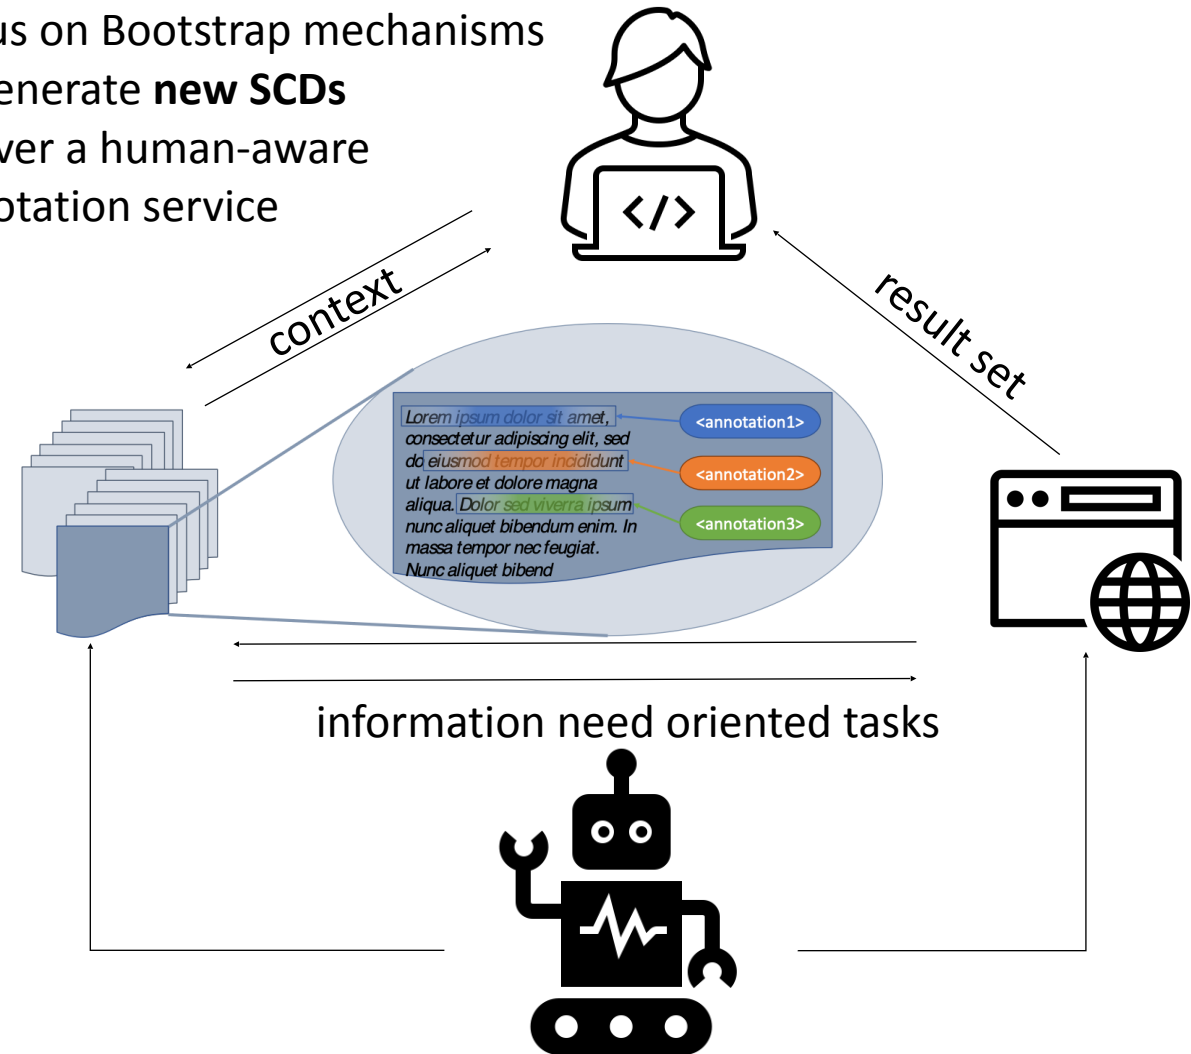 us on Bootstrap mechanisms
enerate new SCDs
ver a human-aware
otation service
</>
context
result set
Lorem ipsum dolor sit amet,
consectetur adipiscing elit, sed
do eiusmod tempor incididunt
ut labore et dolore magna
aliqua. Dolor sed viverra ipsum
nunc aliquet bibendum enim. In
massa tempor nec feugiat.
Nunc aliquet bibend
<annotation1>
<annotation2>
<annotation3>
information need oriented tasks